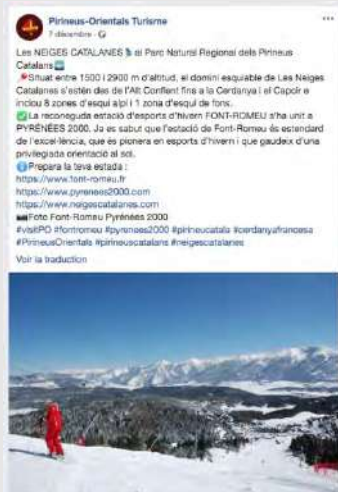 Pirineus-Orientals Turisme
7 décembre ·
Les NEIGES CATALANES al Parc Natural Regional dels Pirineus
Catalans
Situat entre 1500 i 2900 m d'altitud, el domini esquiable de Les Neiges
Catalanes s'estén des de l'Alt Conflent fins a la Cerdanya i el Capcir e
inclou 8 zones d'esquí alpí i 1 zona d'esquí de fons.
La reconeguda estació d'esports d'hivern FONT-ROMEU s'ha unit a
PYRÉNÉES 2000. Ja es sabut que l'estació de Font-Romeu és estendard
de l'excel·lència, que és pionera en esports d'hivern i que gaudeix d'una
privilegiada orientació al sol.
Prepara la teva estada :
https://www.font-romeu.fr
https://www.pyrenees2000.com
https://www.neigescatalanes.com
Foto Font-Romeu Pyrénées 2000
#visitPO #fontromeu #pyrenees2000 #pirineucatala #cerdanyafrancesa
#PirineusOrientals #pirineuscatalans #neigescatalanes
Voir la traduction